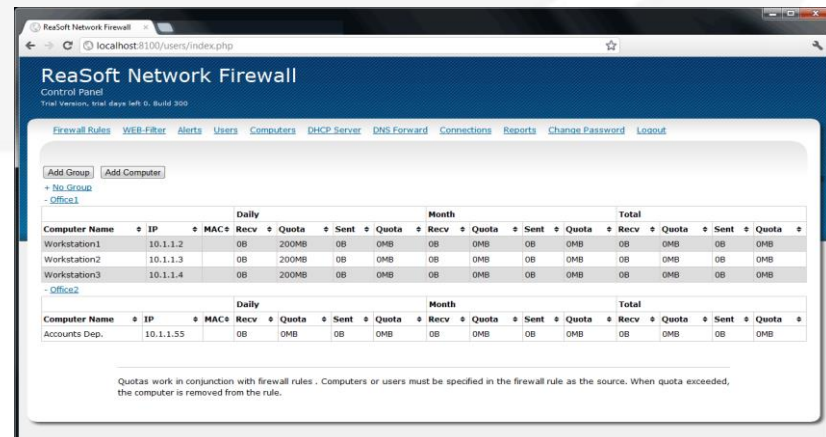 ReaSoft Network Firewall
localhost:8100/users/index.php
ReaSoft Network Firewall
Control Panel
Trial Version, trial days left 0. Build 300
Firewall Rules WEB-Filter Alerts Users Computers DHCP Server DNS Forward Connections Reports Change Password Logout
Add Group Add Computer
+ No Group
- Office1
Daily Month Total
Computer Name IP MAC Recv Quota Sent Quota Recv Quota Sent Quota Recv Quota Sent Quota
Workstation1 10.1.1.2 0B 200MB 0B 0MB 0B 0MB 0B 0MB 0B 0MB 0B 0MB
Workstation2 10.1.1.3 0B 200MB 0B 0MB 0B 0MB 0B 0MB 0B 0MB 0B 0MB
Workstation3 10.1.1.4 0B 200MB 0B 0MB 0B 0MB 0B 0MB 0B 0MB 0B 0MB
- Office2
Daily Month Total
Computer Name IP MAC Recv Quota Sent Quota Recv Quota Sent Quota Recv Quota Sent Quota
Accounts Dep. 10.1.1.55 0B 0MB 0B 0MB 0B 0MB 0B 0MB 0B 0MB 0B 0MB
Quotas work in conjunction with firewall rules . Computers or users must be specified in the firewall rule as the source. When quota exceeded,
the computer is removed from the rule.